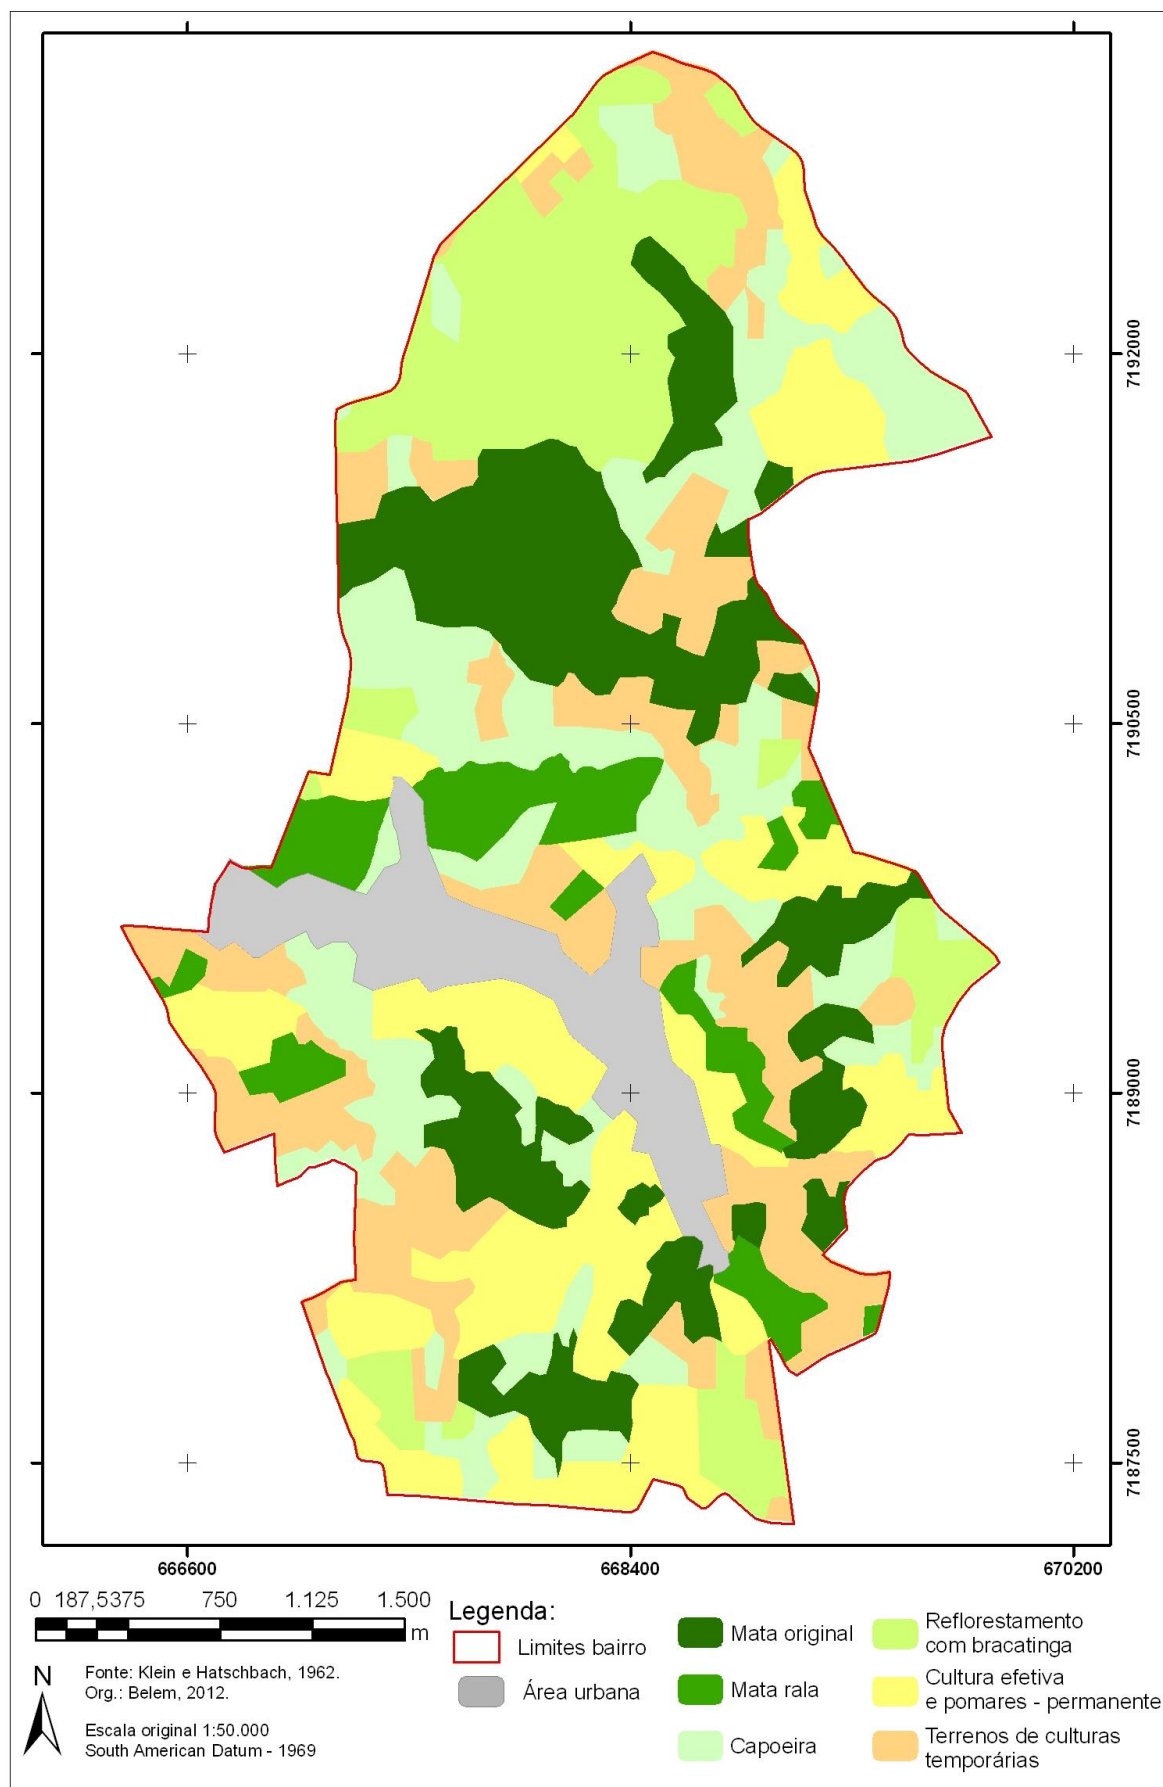 7192000
7190500
7189000
7187500
666600
668400
670200
0 187,5375 750 1.125 1.500
m
Legenda:
Limites bairro
Área urbana
Mata original
Mata rala
Capoeira
Reflorestamento
com bracatinga
Cultura efetiva
e pomares - permanente
Terrenos de culturas
temporárias
N
Fonte: Klein e Hatschbach, 1962.
Org.: Belem, 2012.
Escala original 1:50.000
South American Datum - 1969